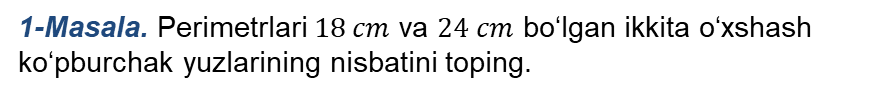 1-Masala. Perimetrlari 18 cm va 24 cm bo‘lgan ikkita o‘xshash
ko‘pburchak yuzlarining nisbatini toping.